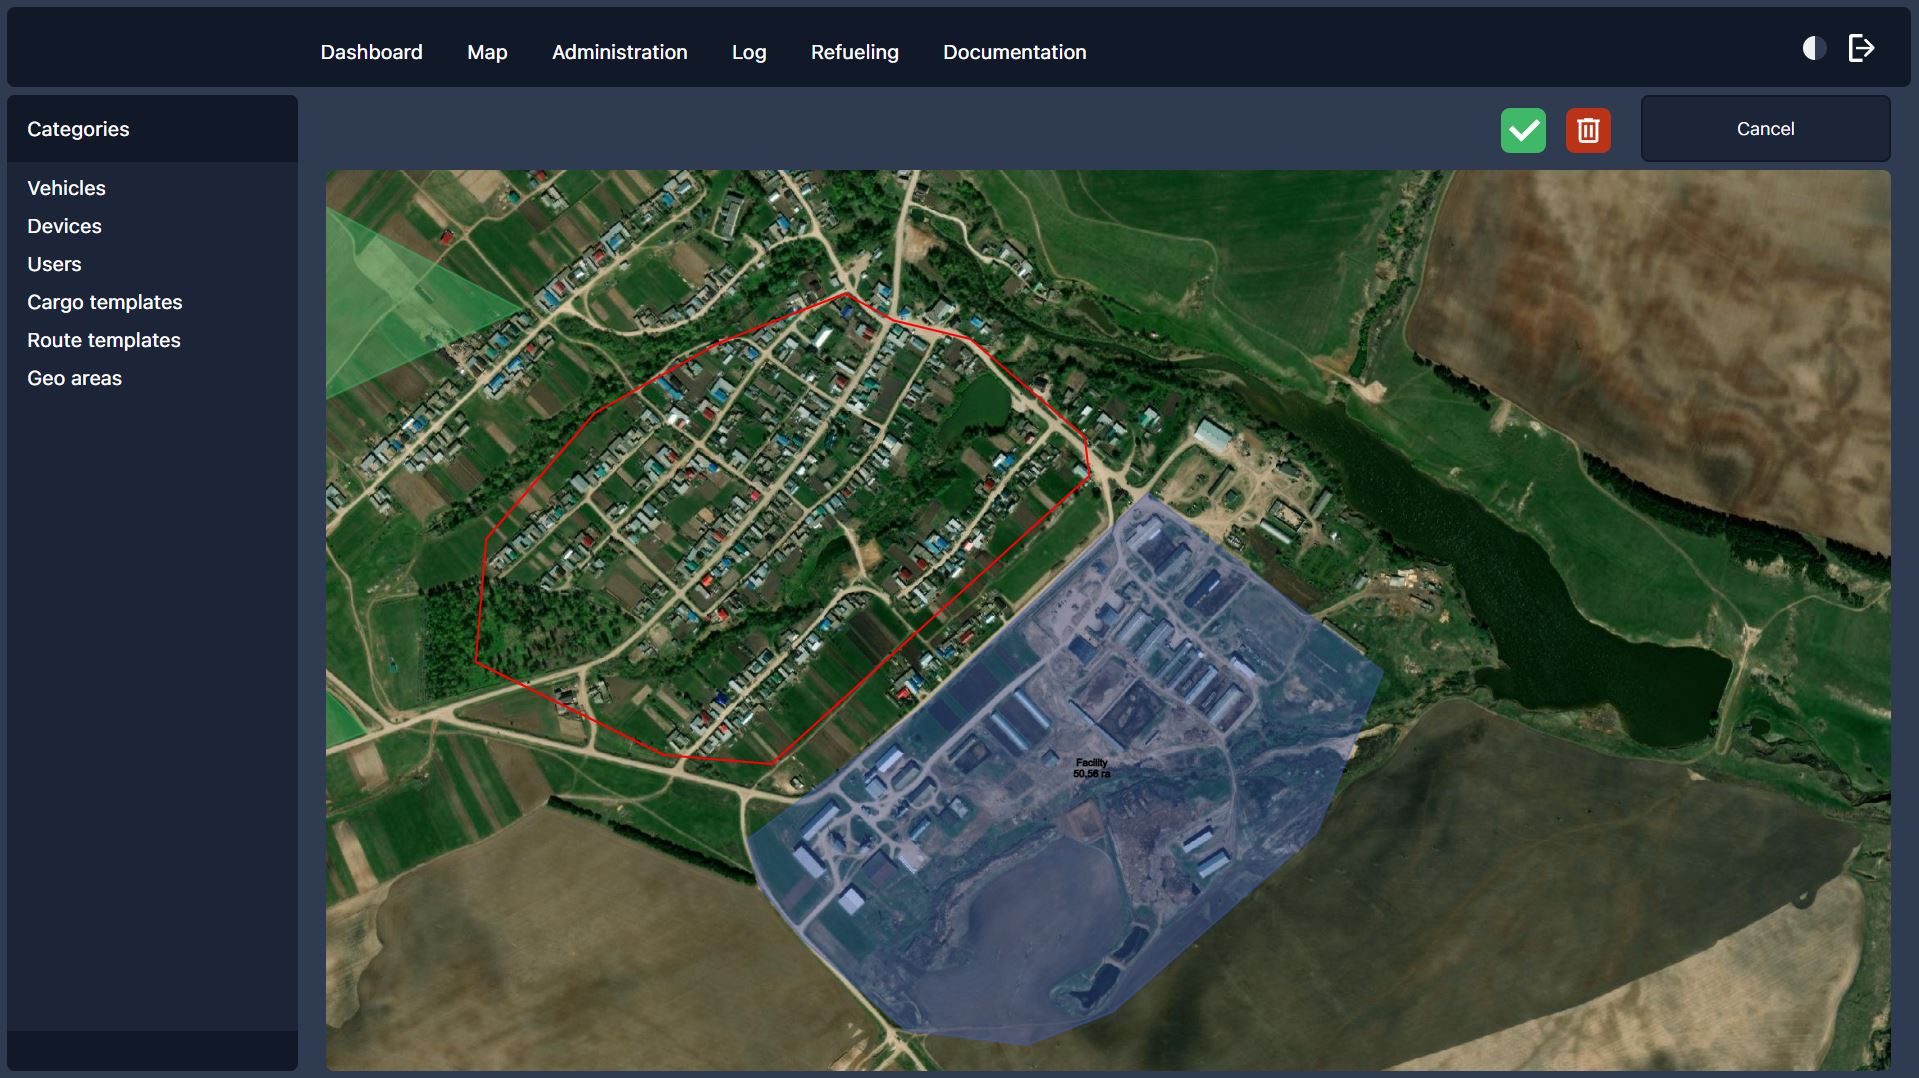 Dashboard Map Administration Log Refueling Documentation
Categories
Cancel
Vehicles
Devices
Users
Cargo templates
Route templates
Geo areas
Facility
50,56 га